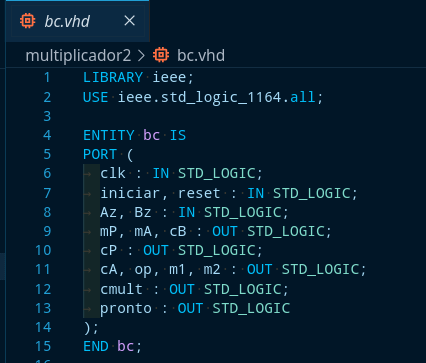 bc.vhd
multiplicador2 > bc.vhd
1 LIBRARY ieee;
2 USE ieee.std_logic_1164.all;
3
4 ENTITY bc IS
5 PORT (
6 clk : IN STD_LOGIC;
7 iniciar, reset : IN STD_LOGIC;
8 Az, Bz : IN STD_LOGIC;
9 mP, mA, cB : OUT STD_LOGIC;
10 cP : OUT STD_LOGIC;
11 cA, op, m1, m2 : OUT STD_LOGIC;
12 cmult : OUT STD_LOGIC;
13 pronto : OUT STD_LOGIC
14 );
15 END bc;
16